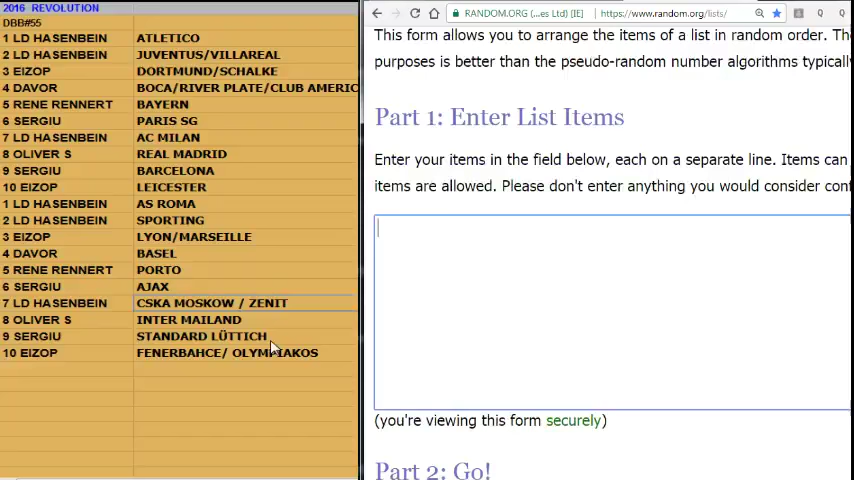 2016 REVOLUTION
DBB#55
1 LD HASENBEIN ATLETICO
2 LD HASENBEIN JUVENTUS/VILLAREAL
3 EIZOP DORTMUND/SCHALKE
4 DAVOR BOCA/RIVER PLATE/CLUB AMERIC
5 RENE RENNERT BAYERN
6 SERGIU PARIS SG
7 LD HASENBEIN AC MILAN
8 OLIVER S REAL MADRID
9 SERGIU BARCELONA
10 EIZOP LEICESTER
1 LD HASENBEIN AS ROMA
2 LD HASENBEIN SPORTING
3 EIZOP LYON/MARSEILLE
4 DAVOR BASEL
5 RENE RENNERT PORTO
6 SERGIU AJAX
7 LD HASENBEIN CSKA MOSKOW / ZENIT
8 OLIVER S INTER MAILAND
9 SERGIU STANDARD LÜTTICH
10 EIZOP FENERBAHCE/ OLYMPIAKOS
RANDOM.ORG (...es Ltd) [IE] https://www.random.org/lists/
This form allows you to arrange the items of a list in random order. The
purposes is better than the pseudo-random number algorithms typically
Part 1: Enter List Items
Enter your items in the field below, each on a separate line. Items can
items are allowed. Please don't enter anything you would consider conf
(you're viewing this form securely)
Part 2: Go!